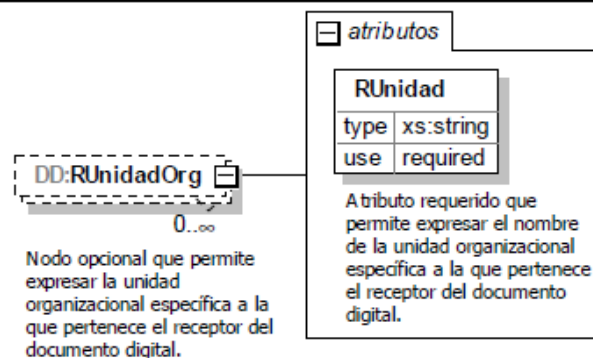 atributos
RUnidad
type xs:string
use required
Atributo requerido que
permite expresar el nombre
de la unidad organizacional
específica a la que pertenece
el receptor del documento
digital.
DD:RUnidadOrg
0..∞
Nodo opcional que permite
expresar la unidad
organizacional específica a la
que pertenece el receptor del
documento digital.